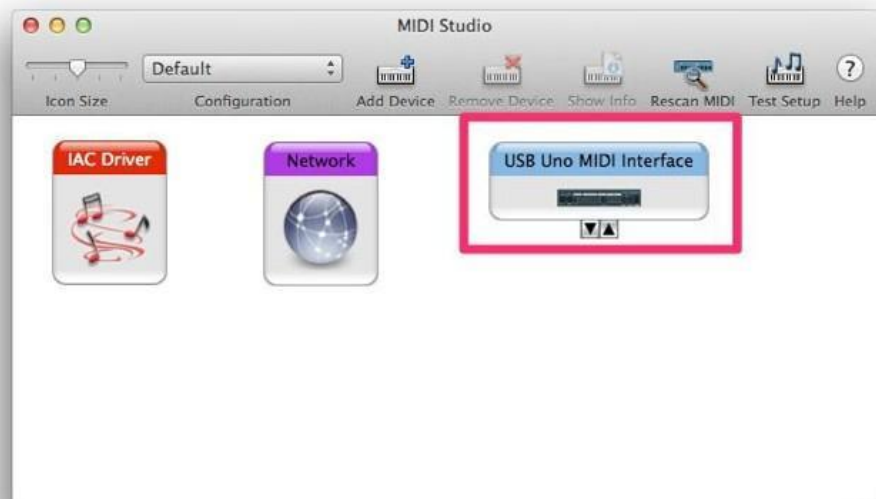 MIDI Studio
Default
Icon Size Configuration Add Device Remove Device Show Info Rescan MIDI Test Setup Help
IAC Driver Network USB Uno MIDI Interface